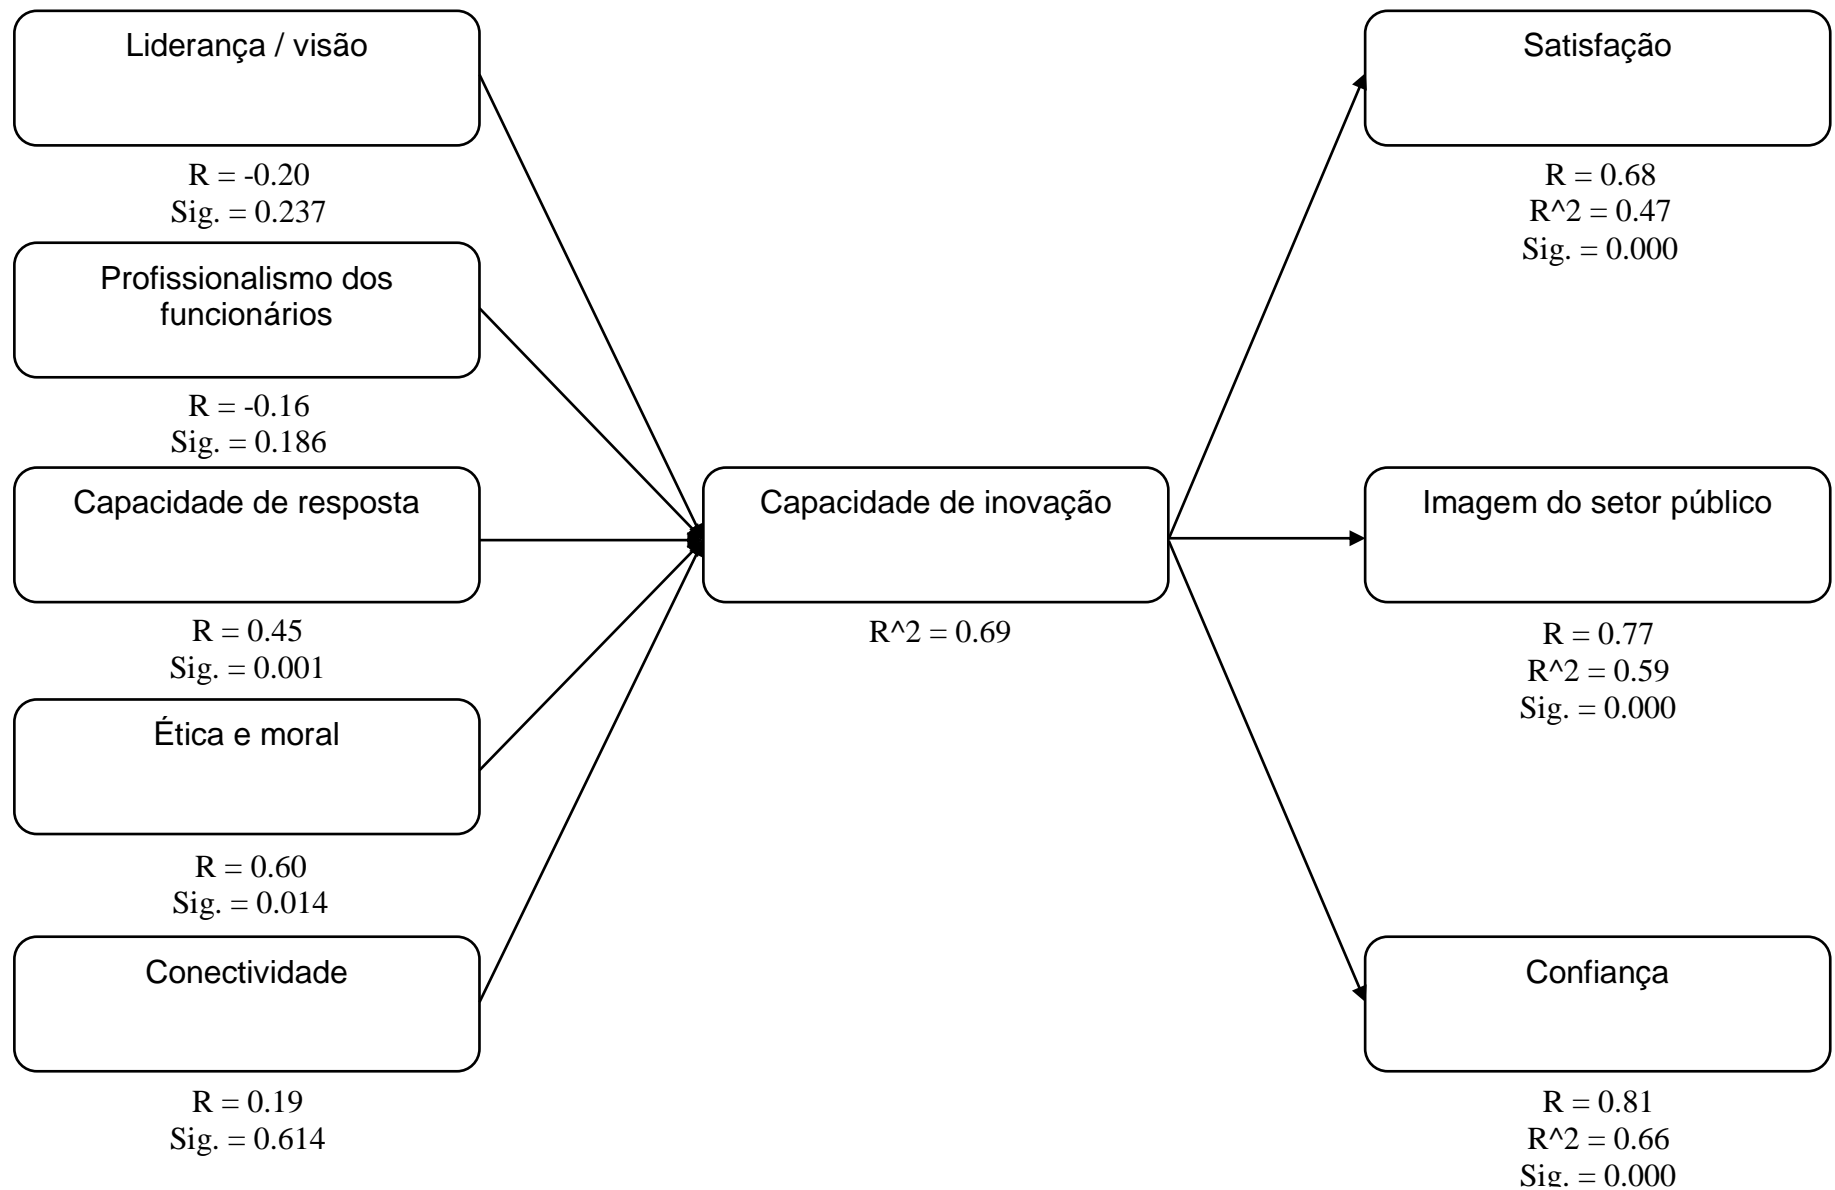 Liderança / visão
R = -0.20
Sig. = 0.237
Profissionalismo dos
funcionários
R = -0.16
Sig. = 0.186
Capacidade de resposta
R = 0.45
Sig. = 0.001
Ética e moral
R = 0.60
Sig. = 0.014
Conectividade
R = 0.19
Sig. = 0.614
Capacidade de inovação
R^2 = 0.69
Satisfação
R = 0.68
R^2 = 0.47
Sig. = 0.000
Imagem do setor público
R = 0.77
R^2 = 0.59
Sig. = 0.000
Confiança
R = 0.81
R^2 = 0.66
Sig. = 0.000